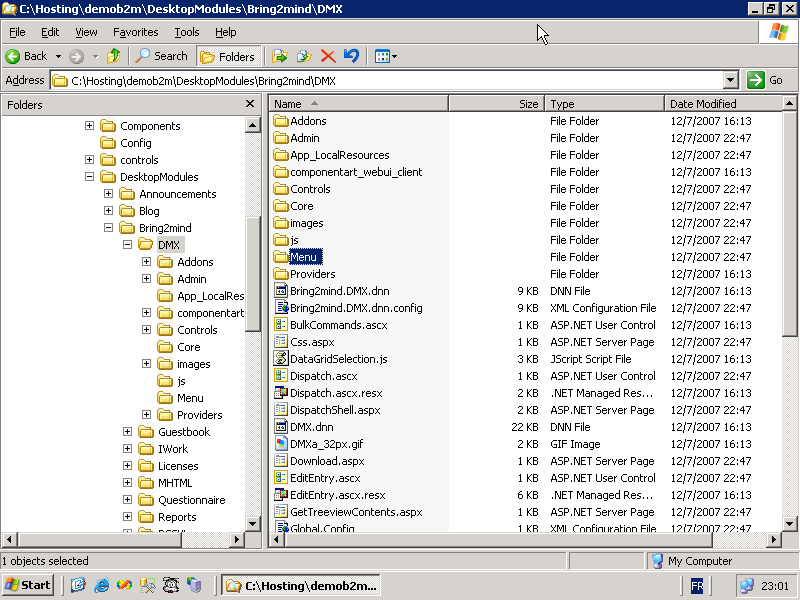 C:\Hosting\demob2m\DesktopModules\Bring2mind\DMX
File Edit View Favorites Tools Help
Back Search Folders
Address C:\Hosting\demob2m\DesktopModules\Bring2mind\DMX Go
Folders
Components
Config
controls
DesktopModules
Announcements
Blog
Bring2mind
DMX
Addons
Admin
App_LocalRes
componentart
Controls
Core
images
js
Menu
Providers
Guestbook
IWork
Licenses
MHTML
Questionnaire
Reports
Name Size Type Date Modified
Addons File Folder 12/7/2007 16:13
Admin File Folder 12/7/2007 22:47
App_LocalResources File Folder 12/7/2007 22:47
componentart_webui_client File Folder 12/7/2007 16:13
Controls File Folder 12/7/2007 22:47
Core File Folder 12/7/2007 22:47
images File Folder 12/7/2007 22:47
js File Folder 12/7/2007 22:47
Menu File Folder 12/7/2007 22:47
Providers File Folder 12/7/2007 16:13
Bring2mind.DMX.dnn 9 KB DNN File 12/7/2007 16:13
Bring2mind.DMX.dnn.config 9 KB XML Configuration File 12/7/2007 22:47
BulkCommands.ascx 1 KB ASP.NET User Control 12/7/2007 22:47
Css.aspx 1 KB ASP.NET Server Page 12/7/2007 22:47
DataGridSelection.js 3 KB JScript Script File 12/7/2007 16:13
Dispatch.ascx 1 KB ASP.NET User Control 12/7/2007 22:47
Dispatch.ascx.resx 2 KB .NET Managed Res... 12/7/2007 16:13
DispatchShell.aspx 2 KB ASP.NET Server Page 12/7/2007 22:47
DMX.dnn 22 KB DNN File 12/7/2007 22:47
DMXa_32px.gif 2 KB GIF Image 12/7/2007 22:47
Download.aspx 1 KB ASP.NET Server Page 12/7/2007 22:47
EditEntry.ascx 1 KB ASP.NET User Control 12/7/2007 22:47
EditEntry.ascx.resx 6 KB .NET Managed Res... 12/7/2007 16:13
GetTreeviewContents.aspx 1 KB ASP.NET Server Page 12/7/2007 22:47
Global.Config 1 KB XML Configuration File 12/7/2007 22:47
1 objects selected My Computer
Start C:\Hosting\demob2m... FR 23:01